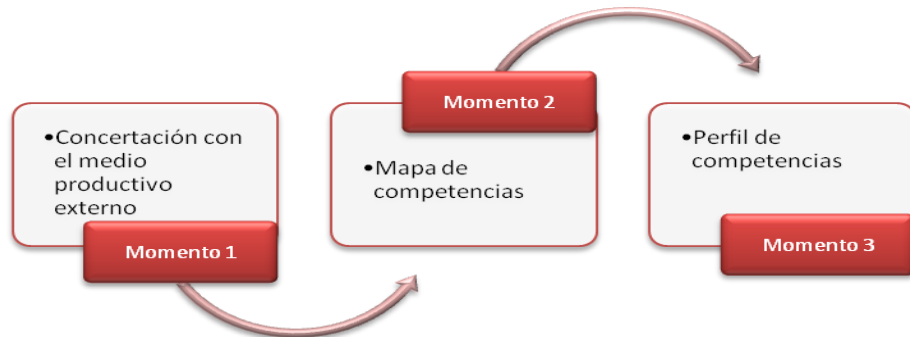 •Concertación con
el medio
productivo
externo
Momento 1
Momento 2
•Mapa de
competencias
•Perfil de
competencias
Momento 3